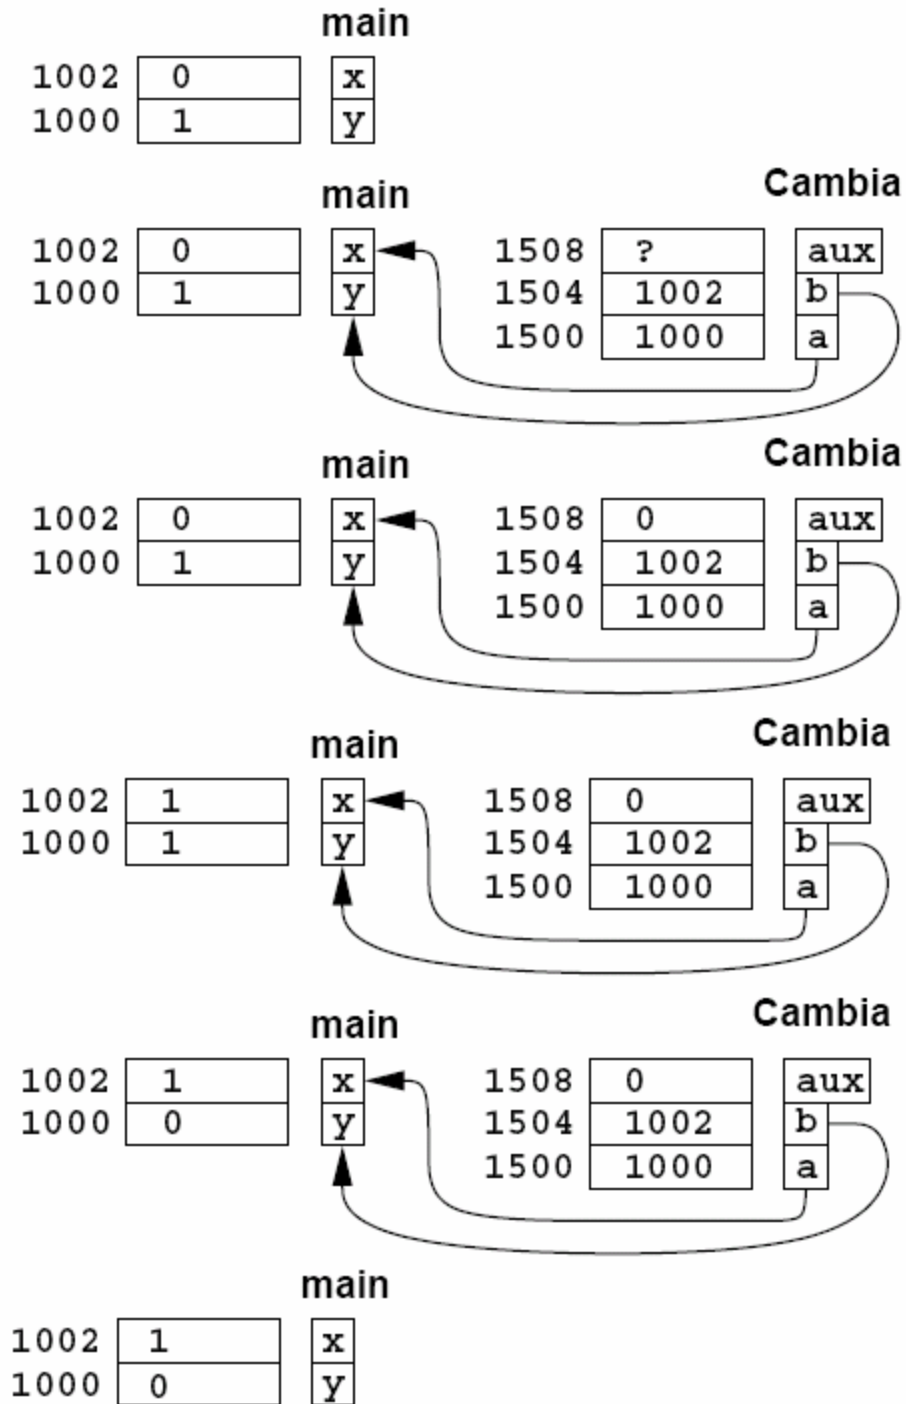 main
1002 0 x
1000 1 y
main Cambia
1002 0 x 1508 ? aux
1000 1 y 1504 1002 b
1500 1000 a
main Cambia
1002 0 x 1508 0 aux
1000 1 y 1504 1002 b
1500 1000 a
main Cambia
1002 1 x 1508 0 aux
1000 1 y 1504 1002 b
1500 1000 a
main Cambia
1002 1 x 1508 0 aux
1000 0 y 1504 1002 b
1500 1000 a
main
1002 1 x
1000 0 y